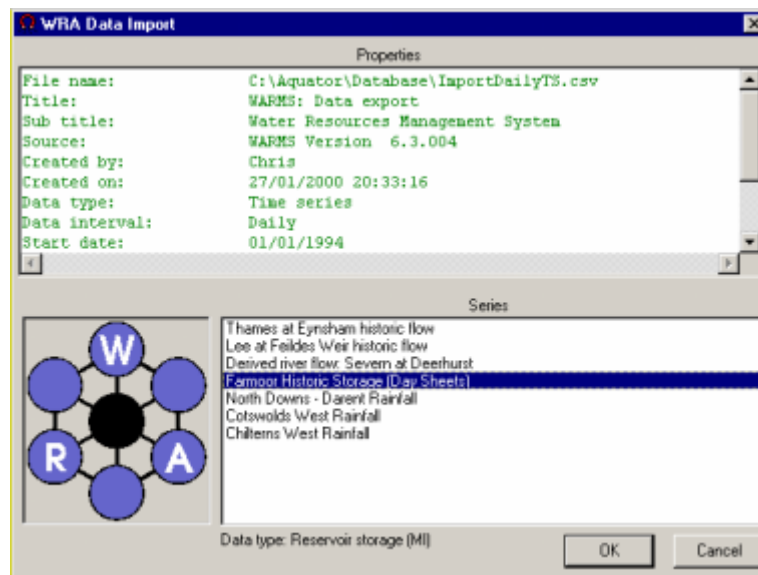 WRA Data Import
Properties
File name: C:\Aquator\Database\ImportDailyTS.csv
Title: WARMS: Data export
Sub title: Water Resources Management System
Source: WARMS Version 6.3.004
Created by: Chris
Created on: 27/01/2000 20:33:16
Data type: Time series
Data interval: Daily
Start date: 01/01/1994
Series
W
R A
Thames at Eynsham historic flow
Lee at Feildes Weir historic flow
Derived river flow: Severn at Deerhurst
Farmoor Historic Storage (Day Sheets)
North Downs - Darent Rainfall
Cotswolds West Rainfall
Chilterns West Rainfall
Data type: Reservoir storage (Ml)
OK Cancel